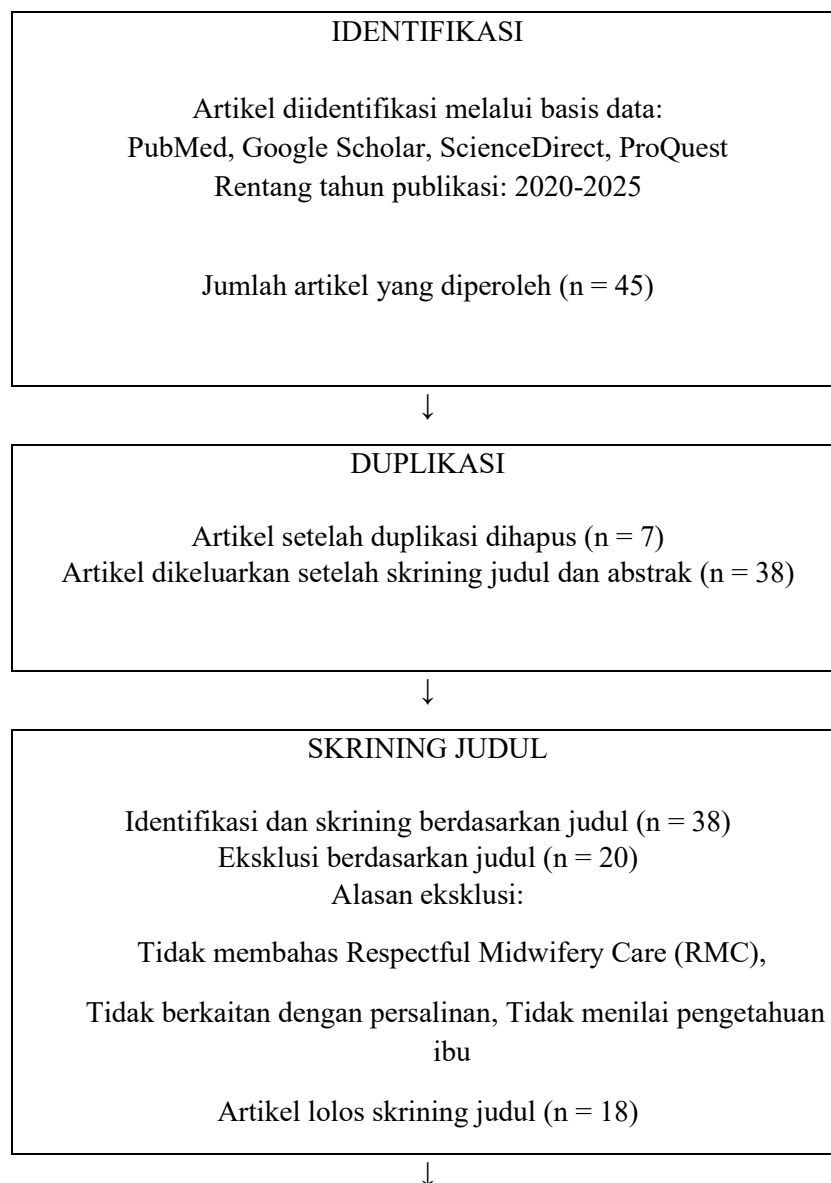 IDENTIFIKASI
Artikel diidentifikasi melalui basis data:
PubMed, Google Scholar, ScienceDirect, ProQuest
Rentang tahun publikasi: 2020-2025
Jumlah artikel yang diperoleh (n = 45)
↓
DUPLIKASI
Artikel setelah duplikasi dihapus (n = 7)
Artikel dikeluarkan setelah skrining judul dan abstrak (n = 38)
↓
SKRINING JUDUL
Identifikasi dan skrining berdasarkan judul (n = 38)
Eksklusi berdasarkan judul (n = 20)
Alasan eksklusi:
Tidak membahas Respectful Midwifery Care (RMC),
Tidak berkaitan dengan persalinan, Tidak menilai pengetahuan
ibu
Artikel lolos skrining judul (n = 18)
↓